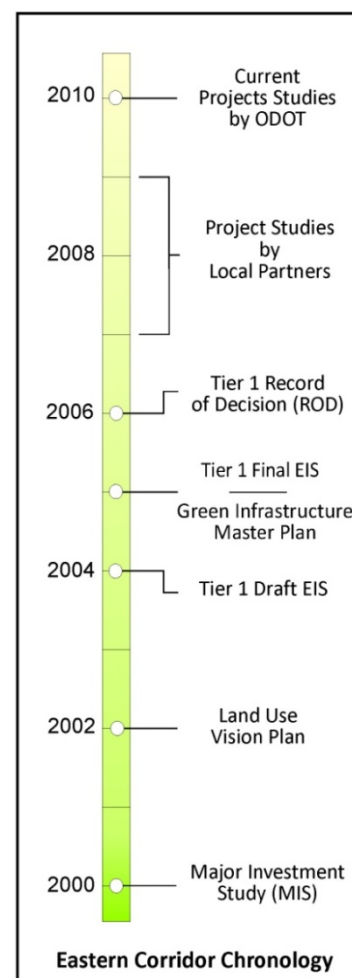 2010
Current
Projects Studies
by ODOT
2008
Project Studies
by
Local Partners
2006
Tier 1 Record
of Decision (ROD)
Tier 1 Final EIS
Green Infrastructure
Master Plan
2004
Tier 1 Draft EIS
2002
Land Use
Vision Plan
2000
Major Investment
Study (MIS)
Eastern Corridor Chronology